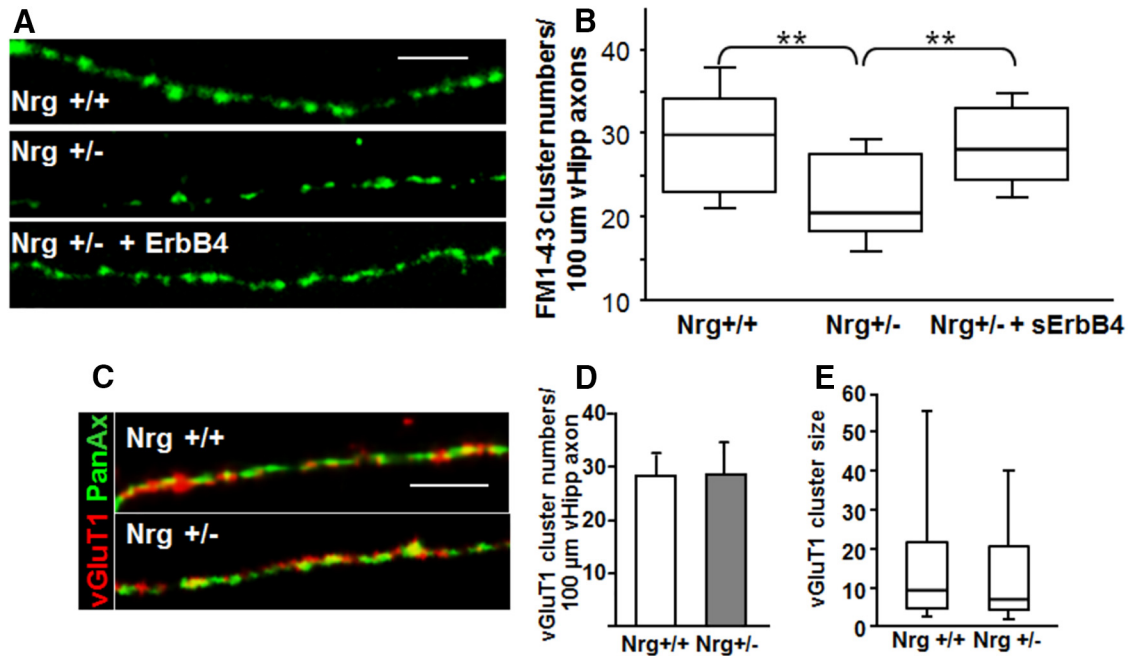 A
Nrg +/+
Nrg +/-
Nrg +/- + ErbB4
B
FM1-43 cluster numbers/
100 um vHipp axons
40
30
20
10
**
**
Nrg+/+
Nrg+/-
Nrg+/- + sErbB4
C
vGluT1 PanAx
Nrg +/+
Nrg +/-
D
vGluT1 cluster numbers/
100 µm vHipp axon
40
30
20
10
Nrg+/+ Nrg+/-
E
vGluT1 cluster size
60
50
40
30
20
10
0
Nrg +/+ Nrg +/-